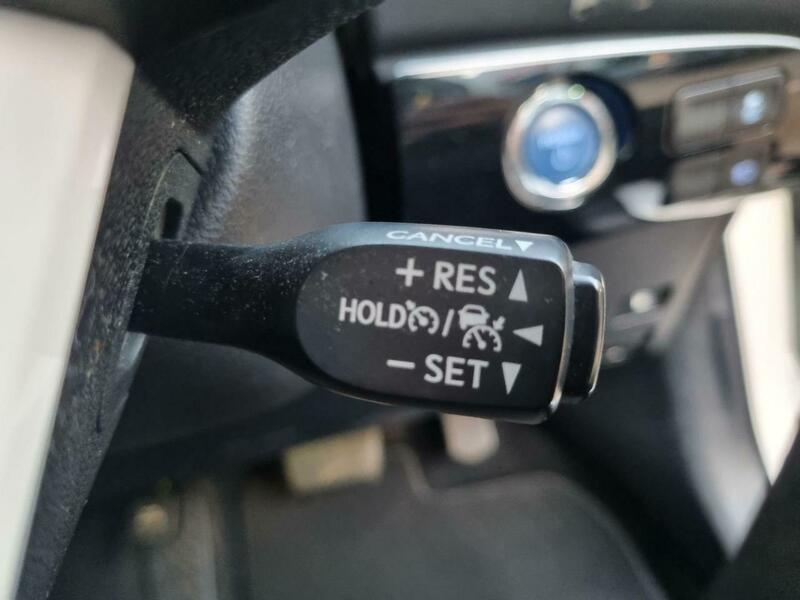 CANCEL▼
+ RES ▲
HOLD / ◀
− SET ▼